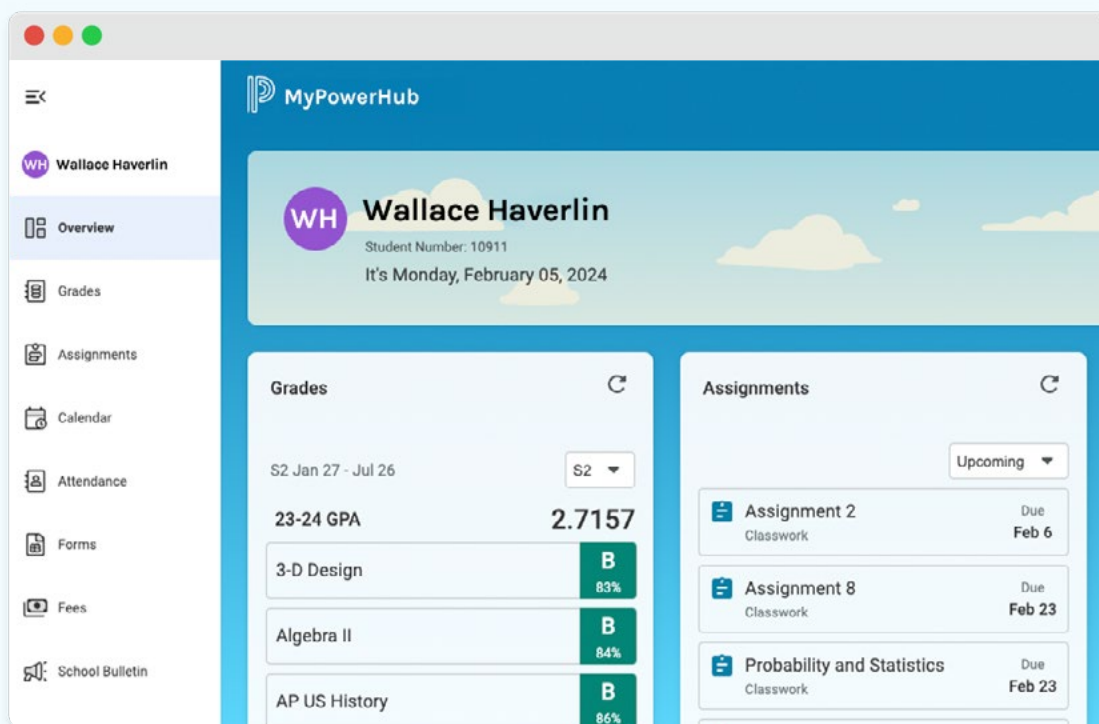 MyPowerHub
WH Wallace Haverlin
Overview
Grades
Assignments
Calendar
Attendance
Forms
Fees
School Bulletin
WH
Wallace Haverlin
Student Number: 10911
It's Monday, February 05, 2024
Grades
S2 Jan 27 - Jul 26
S2
23-24 GPA 2.7157
3-D Design B
83%
Algebra II B
84%
AP US History B
86%
Assignments
Upcoming
Assignment 2 Due
Classwork Feb 6
Assignment 8 Due
Classwork Feb 23
Probability and Statistics Due
Classwork Feb 23